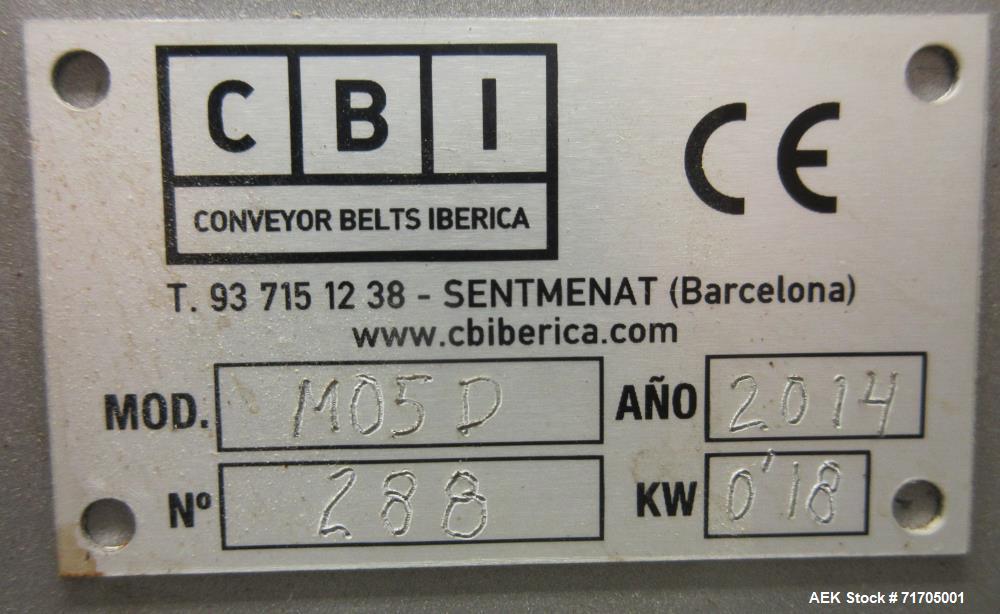 C B I
CONVEYOR BELTS IBERICA
CE
T. 93 715 12 38 - SENTMENAT (Barcelona)
www.cbiberica.com
MOD. M05D AÑO 2014
Nº 288 KW 0'18
AEK Stock # 71705001